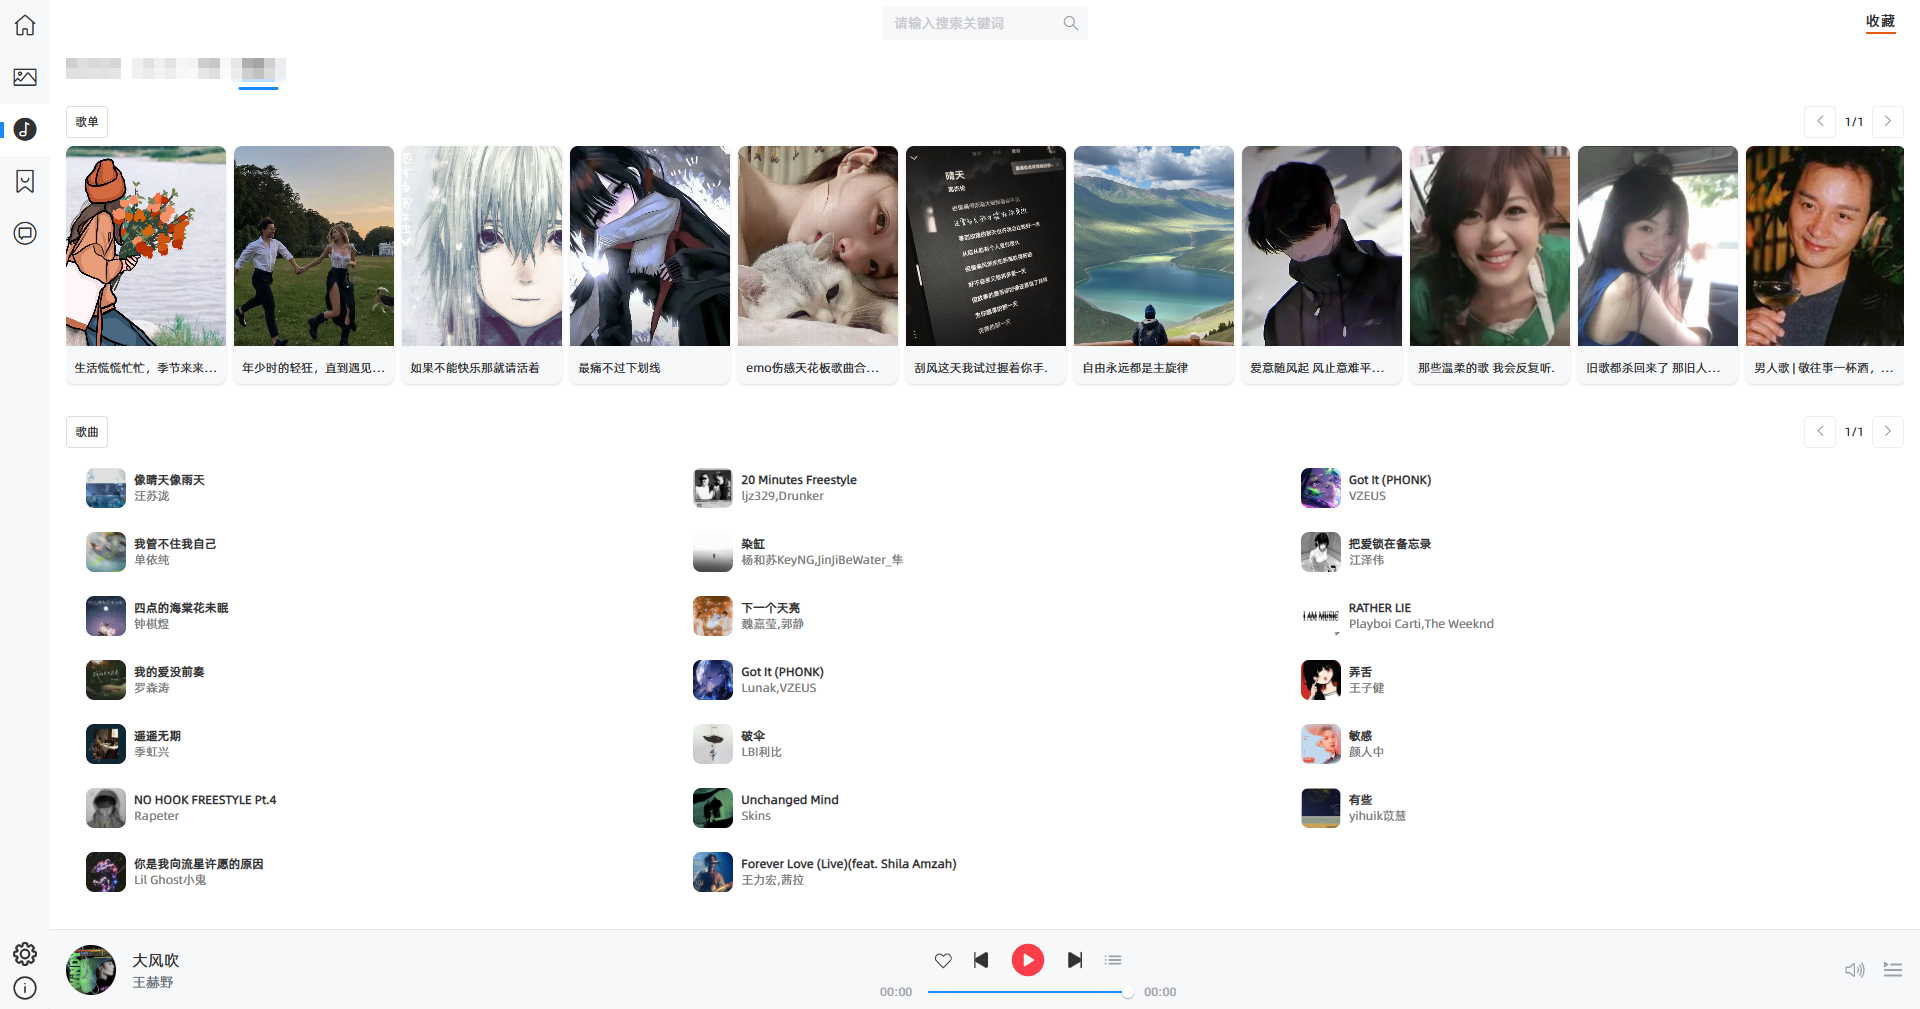 请输入搜索关键词
收藏
歌单
1/1
晴天
生活慌慌忙忙，季节来来...
年少时的轻狂，直到遇见...
如果不能快乐那就请活着
最痛不过下划线
emo伤感天花板歌曲合...
刮风这天我试过握着你手.
自由永远都是主旋律
爱意随风起 风止意难平...
那些温柔的歌 我会反复听.
旧歌都杀回来了 那旧人...
男人歌 | 敬往事一杯酒，...
歌曲
1/1
像晴天像雨天
汪苏泷
20 Minutes Freestyle
ljz329,Drunker
Got It (PHONK)
VZEUS
我管不住我自己
单依纯
染缸
杨和苏KeyNG,JinJiBeWater_隼
把爱锁在备忘录
江泽伟
四点的海棠花未眠
钟棋煜
下一个天亮
魏嘉莹,郭静
I AM MUSIC
RATHER LIE
Playboi Carti,The Weeknd
我的爱没前奏
罗森涛
Got It (PHONK)
Lunak,VZEUS
弄舌
王子健
遥遥无期
季虹兴
破伞
LBI利比
敏感
颜人中
NO HOOK FREESTYLE Pt.4
Rapeter
Unchanged Mind
Skins
有些
yihuik苡慧
你是我向流星许愿的原因
Lil Ghost小鬼
Forever Love (Live)(feat. Shila Amzah)
王力宏,茜拉
大风吹
王赫野
00:00
00:00